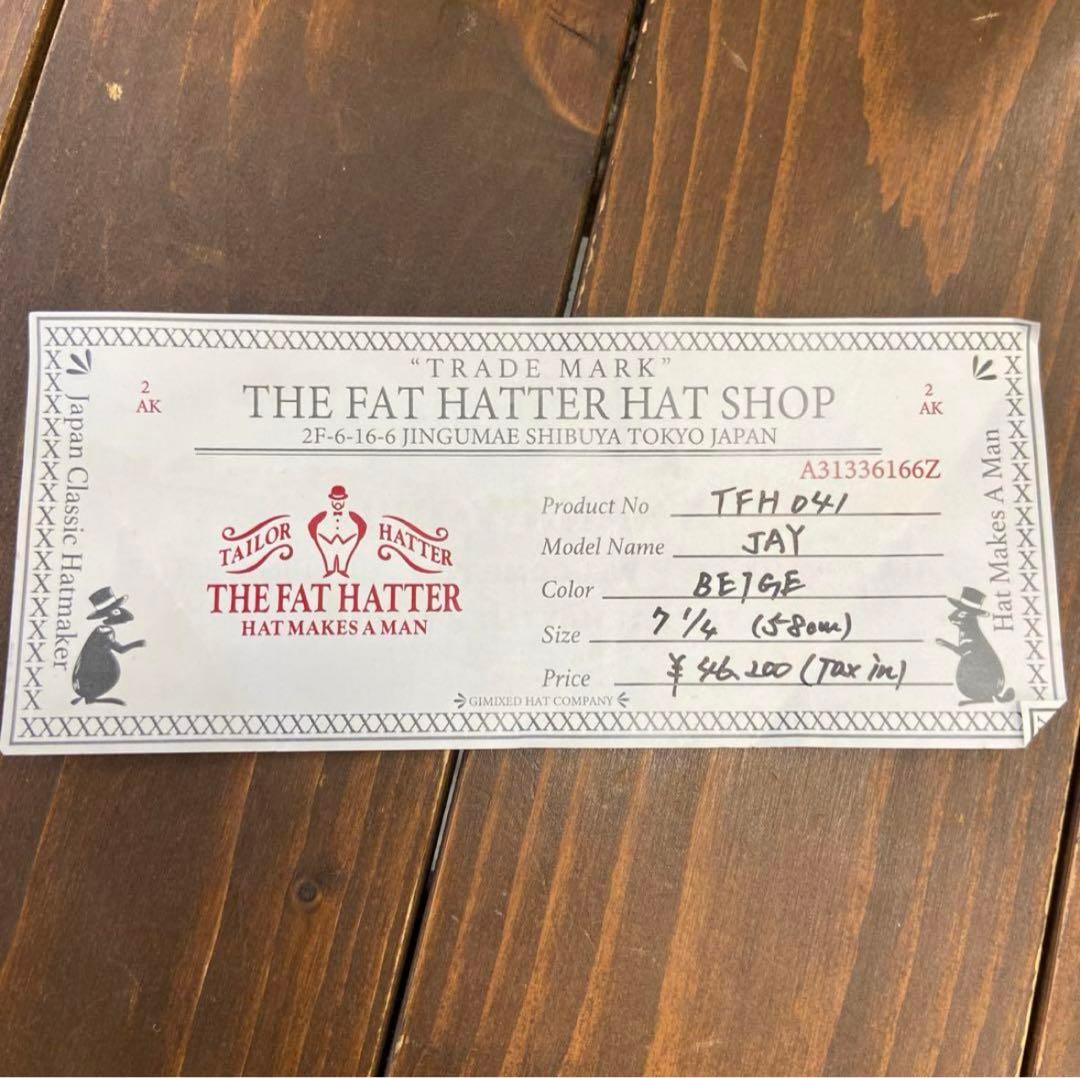 "TRADE MARK"
2
AK
THE FAT HATTER HAT SHOP
2
AK
2F-6-16-6 JINGUMAE SHIBUYA TOKYO JAPAN
A31336166Z
Japan Classic Hatmaker
TAILOR HATTER
THE FAT HATTER
HAT MAKES A MAN
Product No TFH 041
Model Name JAY
Color BEIGE
Size 7 1/4 (58cm)
Price ¥ 46,200 (Tax in)
GIMIXED HAT COMPANY
Hat Makes A Man